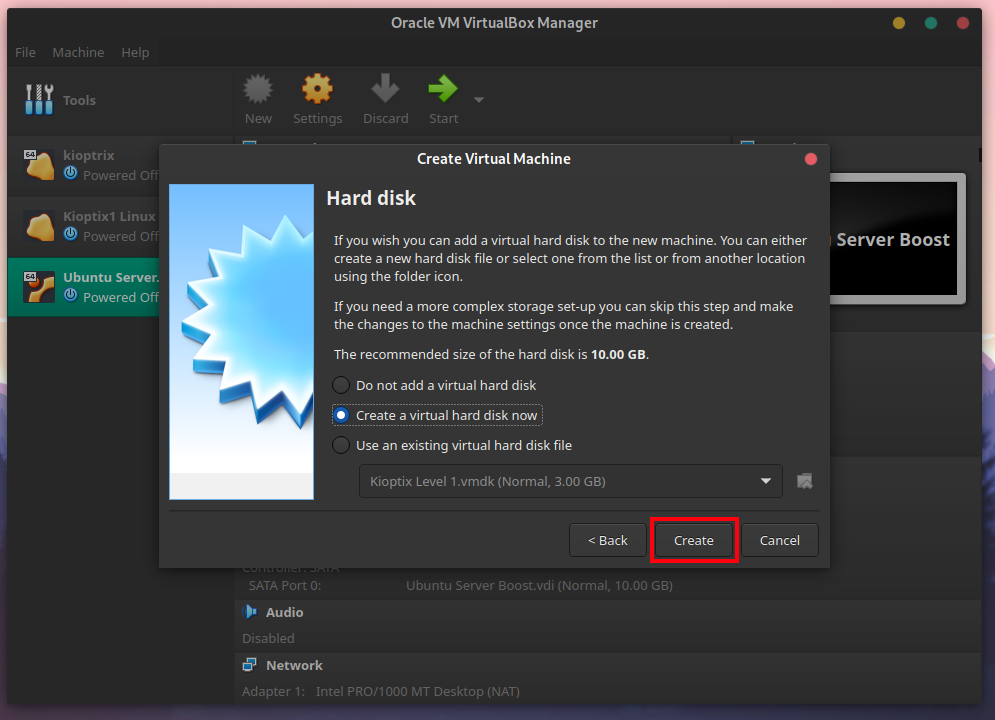 Oracle VM VirtualBox Manager
File Machine Help
Tools
New Settings Discard Start
64
kioptrix
Powered Off
Kioptix1 Linux
Powered Off
64
Ubuntu Server.
Powered Off
Server Boost
Create Virtual Machine
Hard disk
If you wish you can add a virtual hard disk to the new machine. You can either
create a new hard disk file or select one from the list or from another location
using the folder icon.
If you need a more complex storage set-up you can skip this step and make
the changes to the machine settings once the machine is created.
The recommended size of the hard disk is 10.00 GB.
Do not add a virtual hard disk
Create a virtual hard disk now
Use an existing virtual hard disk file
Kioptix Level 1.vmdk (Normal, 3.00 GB)
< Back Create Cancel
Controller: SATA
SATA Port 0: Ubuntu Server Boost.vdi (Normal, 10.00 GB)
Audio
Disabled
Network
Adapter 1: Intel PRO/1000 MT Desktop (NAT)